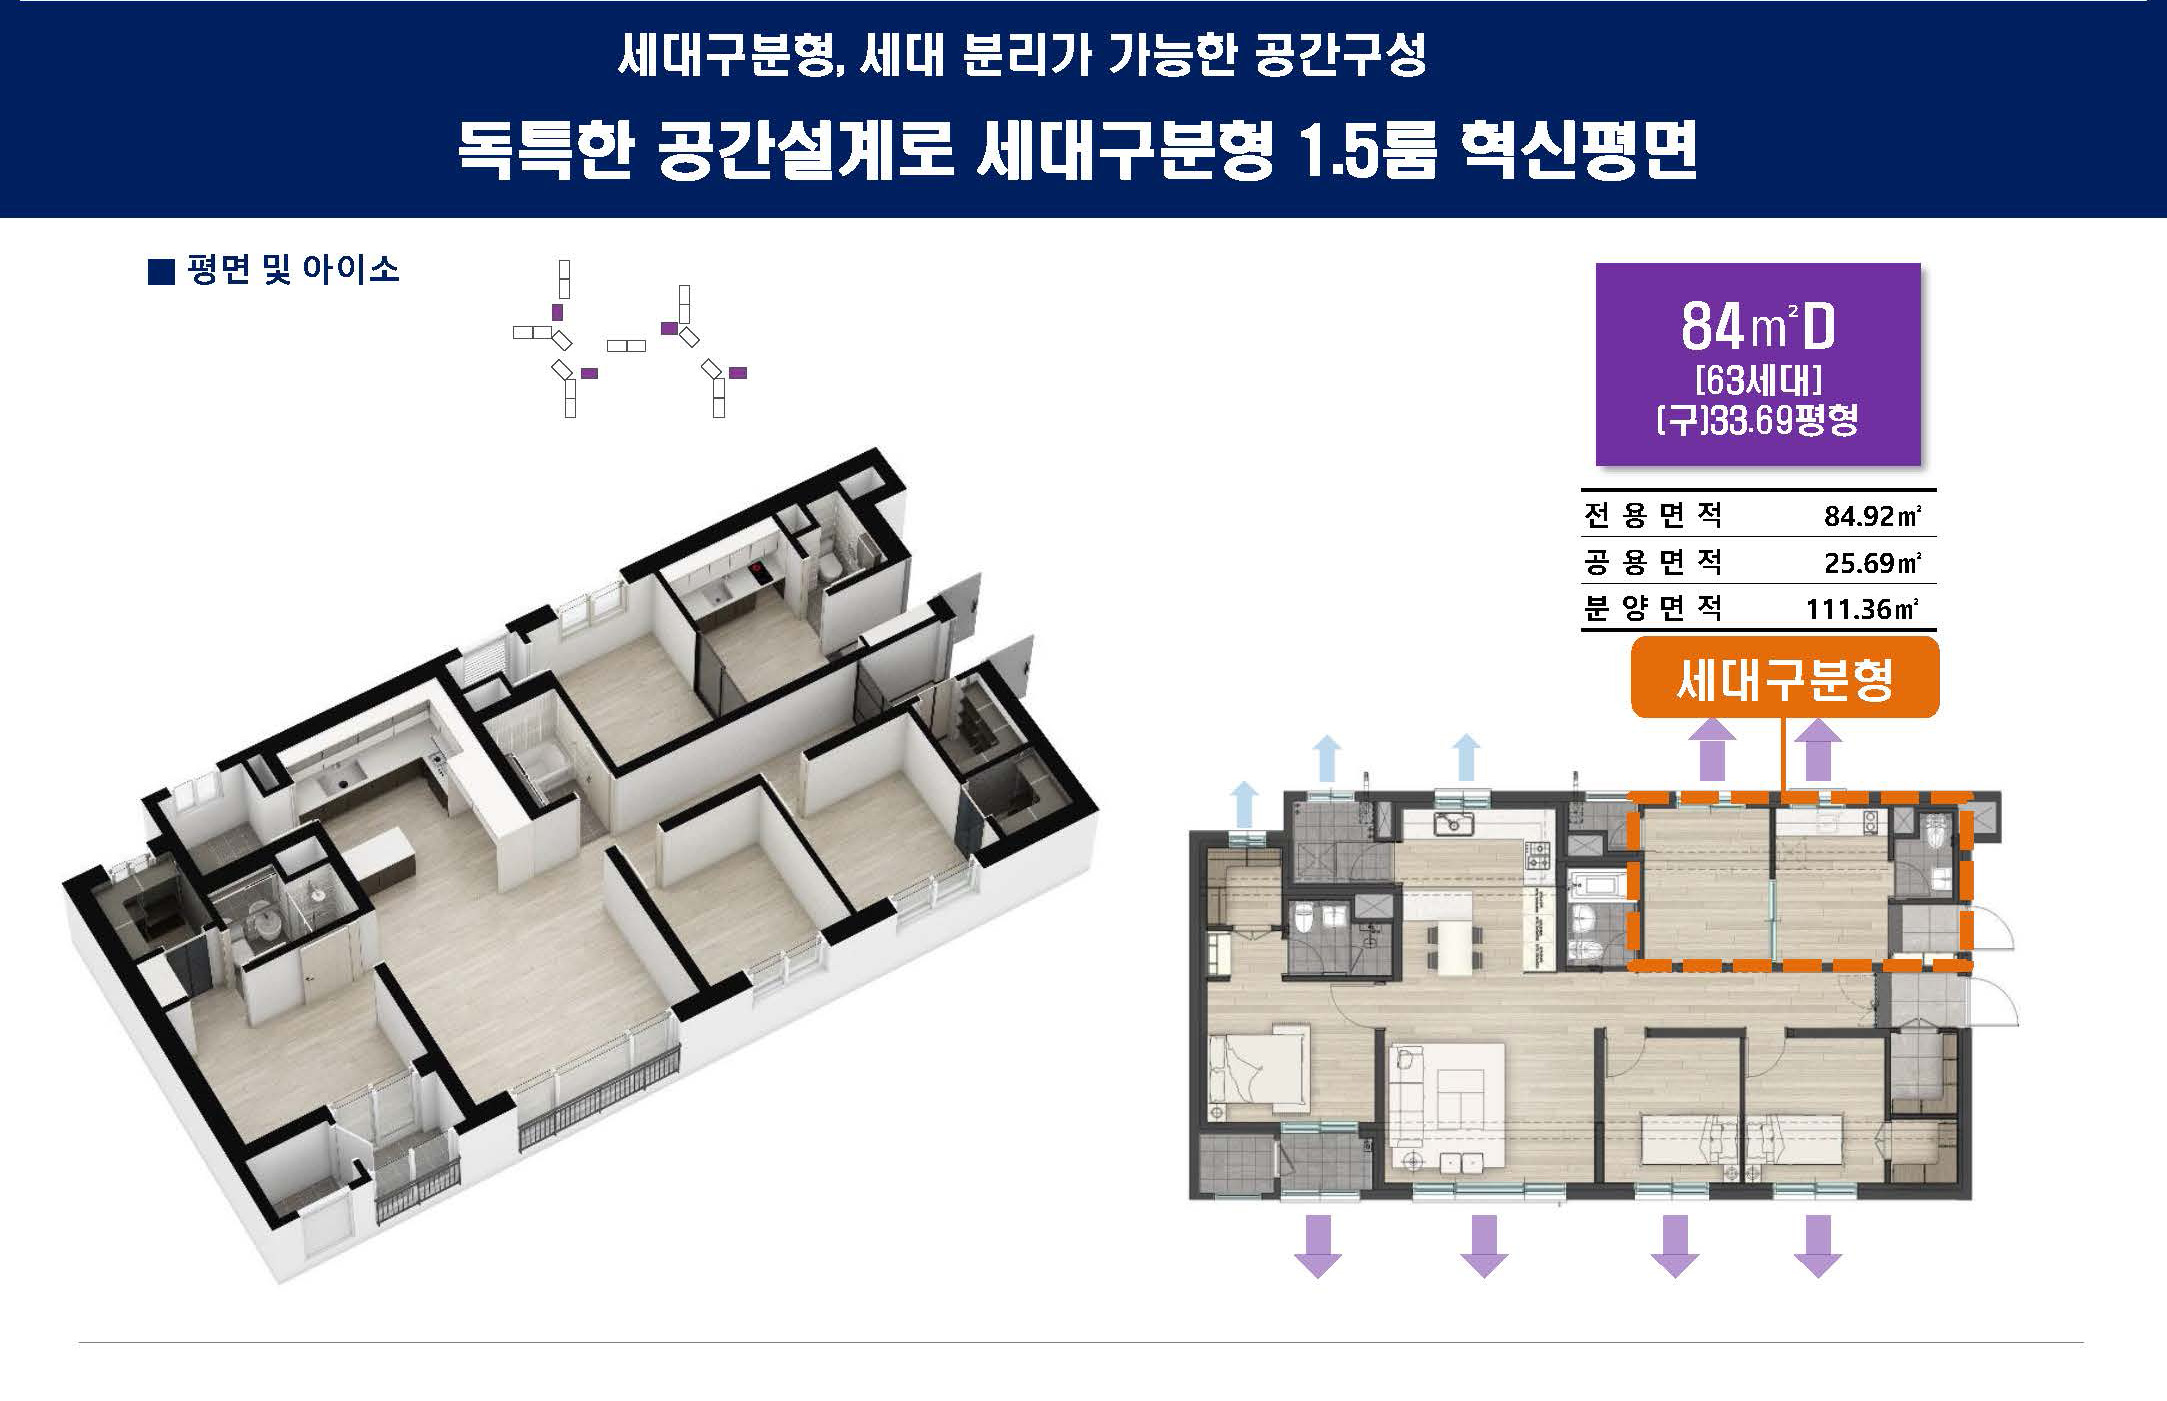 세대구분형, 세대 분리가 가능한 공간구성
독특한 공간설계로 세대구분형 1.5룸 혁신평면
■ 평면 및 아이소
84㎡D
[63세대]
(구)33.69평형
전용면적 84.92㎡
공용면적 25.69㎡
분양면적 111.36㎡
세대구분형